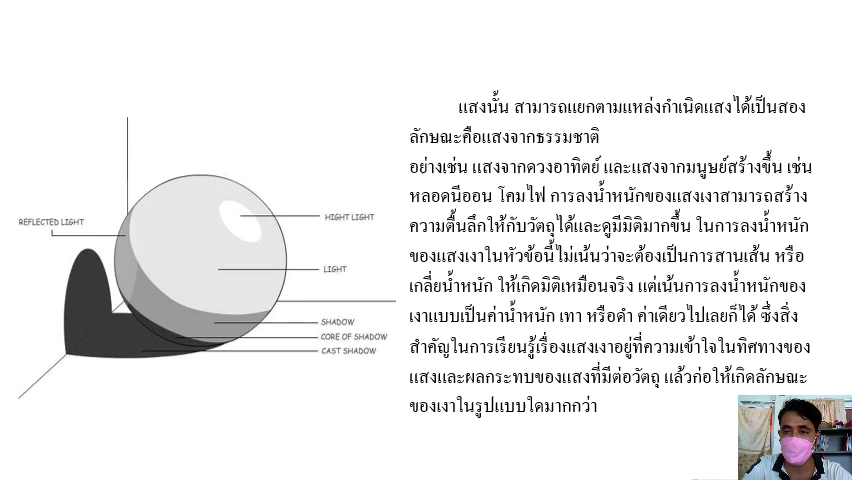 REFLECTED LIGHT
HIGHT LIGHT
LIGHT
SHADOW
CORE OF SHADOW
CAST SHADOW
แสงนั้น สามารถแยกตามแหล่งกำเนิดแสงได้เป็นสอง
ลักษณะคือแสงจากธรรมชาติ
อย่างเช่น แสงจากดวงอาทิตย์ และแสงจากมนุษย์สร้างขึ้น เช่น
หลอดนีออน โคมไฟ การลงน้ำหนักของแสงเงาสามารถสร้าง
ความตื้นลึกให้กับวัตถุได้และดูมีมิติมากขึ้น ในการลงน้ำหนัก
ของแสงเงาในหัวข้อนี้ไม่เน้นว่าจะต้องเป็นการสานเส้น หรือ
เกลี่ยน้ำหนัก ให้เกิดมิติเหมือนจริง แต่เน้นการลงน้ำหนักของ
เงาแบบเป็นค่าน้ำหนัก เทา หรือดำ ค่าเดียวไปเลยก็ได้ ซึ่งสิ่ง
สำคัญในการเรียนรู้เรื่องแสงเงาอยู่ที่ความเข้าใจในทิศทางของ
แสงและผลกระทบของแสงที่มีต่อวัตถุ แล้วก่อให้เกิดลักษณะ
ของเงาในรูปแบบใดมากกว่า